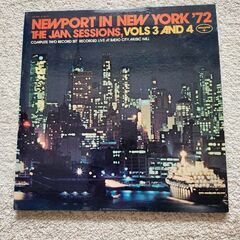 NEWPORT IN NEW YORK '72
THE JAM SESSIONS, VOLS 3 AND 4
COMPLETE TWO RECORD SET RECORDED LIVE AT RADIO CITY MUSIC HALL